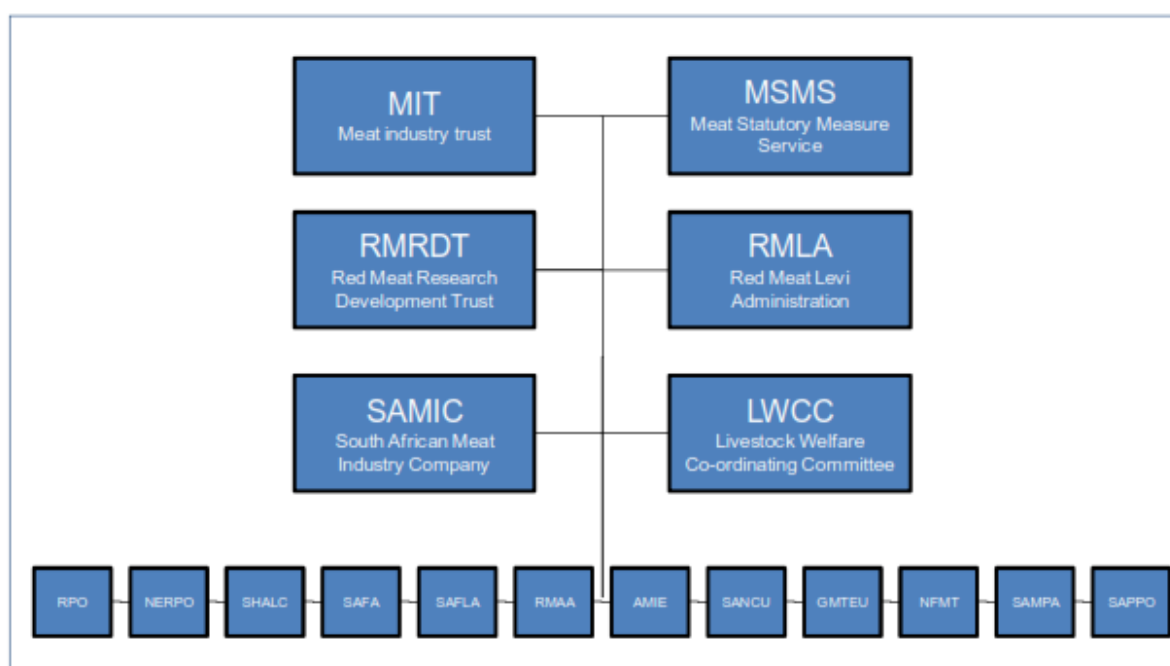 MIT
Meat industry trust
MSMS
Meat Statutory Measure
Service
RMRDT
Red Meat Research
Development Trust
RMLA
Red Meat Levi
Administration
SAMIC
South African Meat
Industry Company
LWCC
Livestock Welfare
Co-ordinating Committee
RPO
NERPO
SHALC
SAFA
SAFLA
RMAA
AMIE
SANCU
GMTEU
NFMT
SAMPA
SAPPO